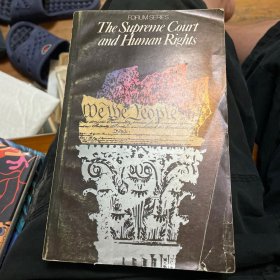 FORUM SERIES
The Supreme Court
and Human Rights
We the People